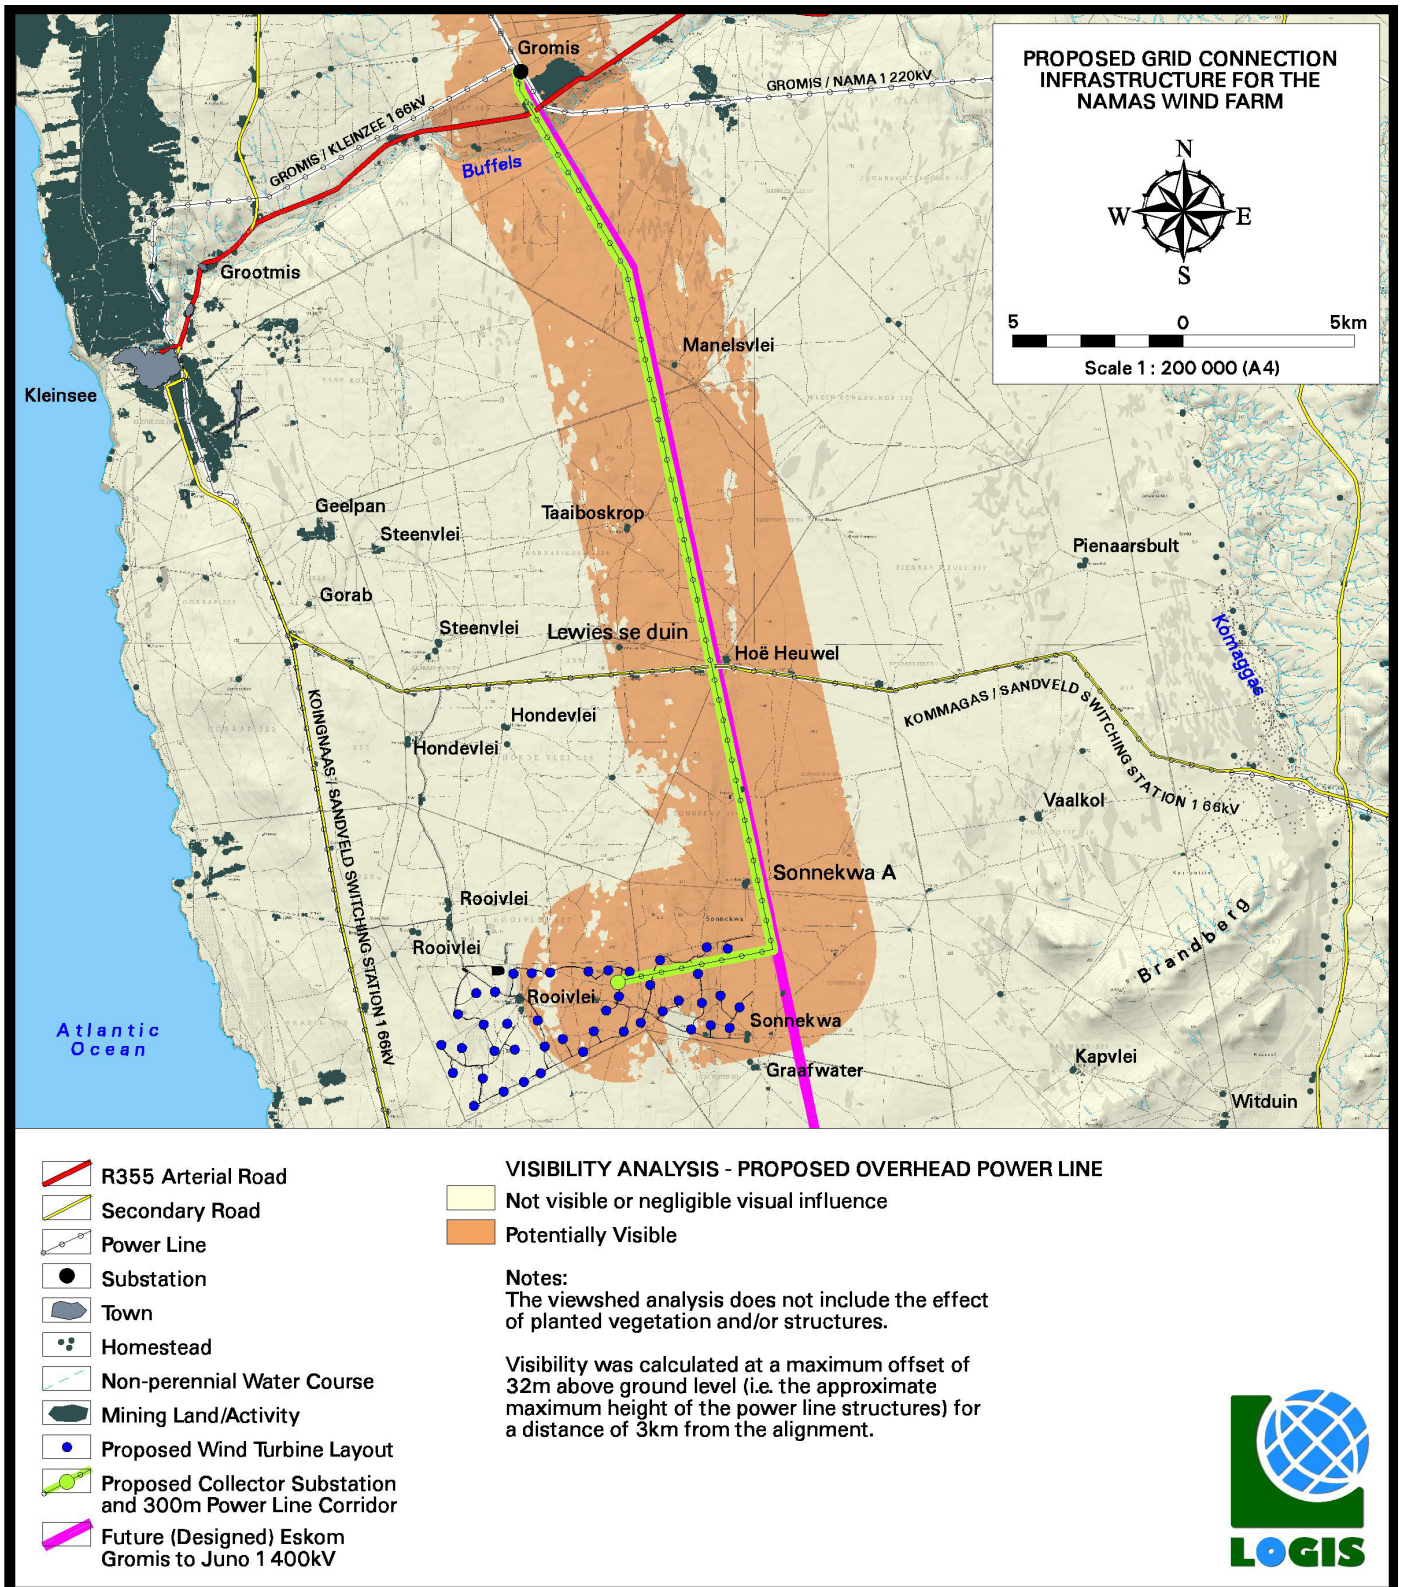 PROPOSED GRID CONNECTION
INFRASTRUCTURE FOR THE
NAMAS WIND FARM
N
W
E
S
5
0
5km
Scale 1 : 200 000 (A4)
Gromis
GROMIS / NAMA 1 220kV
GROMIS / KLEINZEE 1 66kV
Buffels
Grootmis
Manelsvlei
Kleinsee
Geelpan
Steenvlei
Taaiboskrop
Pienaarsbult
Gorab
Steenvlei
Lewies se duin
Hoë Heuwel
Komaggas
KOMMAGAS / SANDVELD SWITCHING STATION 1 66kV
KOINGNAAS / SANDVELD SWITCHING STATION 1 66kV
Hondevlei
Hondevlei
Vaalkol
Sonnekwa A
Rooivlei
Rooivlei
Brandberg
Rooivlei
Sonnekwa
Atlantic
Ocean
Graafwater
Kapvlei
Witduin
R355 Arterial Road
Secondary Road
Power Line
Substation
Town
Homestead
Non-perennial Water Course
Mining Land/Activity
Proposed Wind Turbine Layout
Proposed Collector Substation
and 300m Power Line Corridor
Future (Designed) Eskom
Gromis to Juno 1 400kV
VISIBILITY ANALYSIS - PROPOSED OVERHEAD POWER LINE
Not visible or negligible visual influence
Potentially Visible
Notes:
The viewshed analysis does not include the effect
of planted vegetation and/or structures.
Visibility was calculated at a maximum offset of
32m above ground level (i.e. the approximate
maximum height of the power line structures) for
a distance of 3km from the alignment.
LOGIS